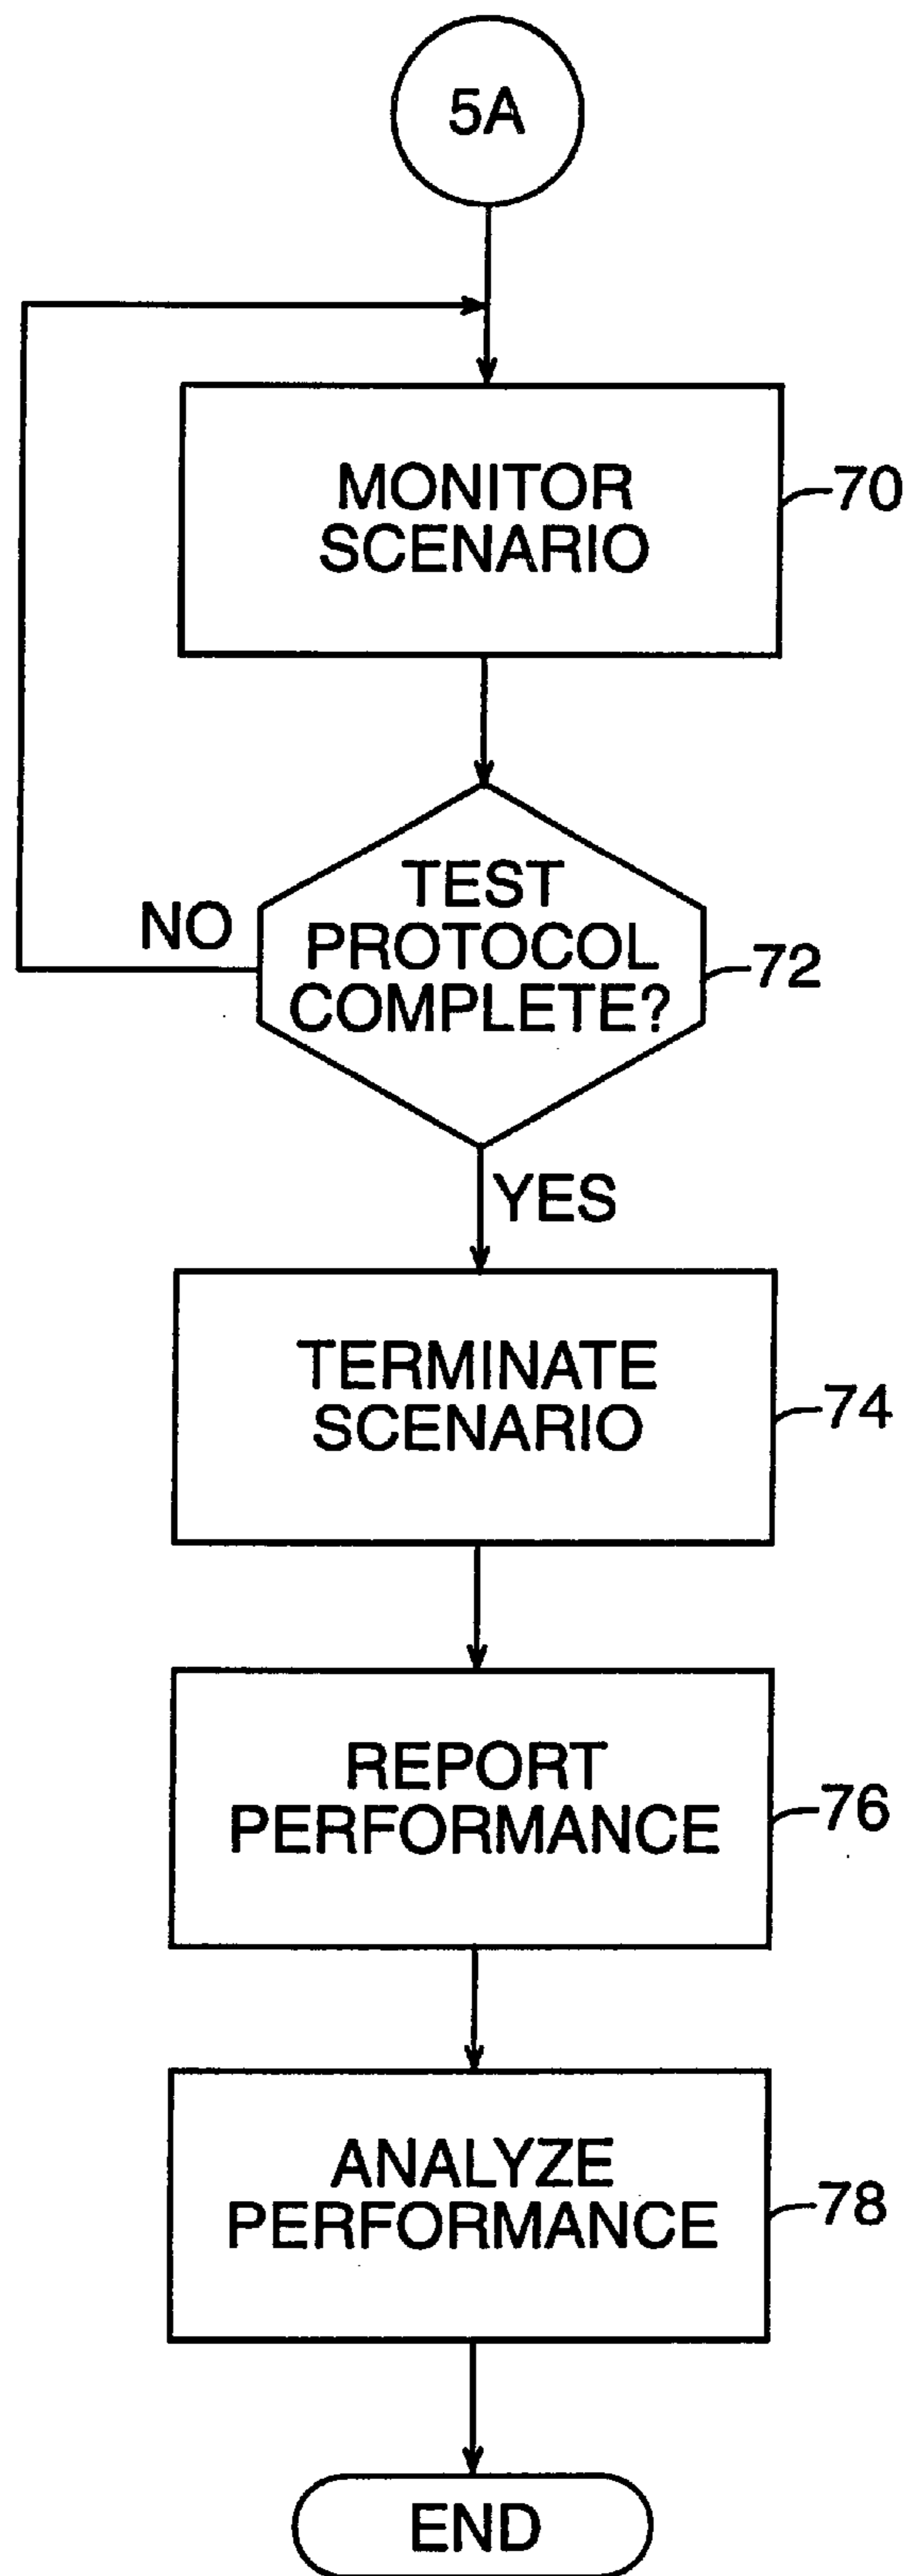 5A
MONITOR
SCENARIO
70
TEST
PROTOCOL
COMPLETE?
72
NO
YES
TERMINATE
SCENARIO
74
REPORT
PERFORMANCE
76
ANALYZE
PERFORMANCE
78
END